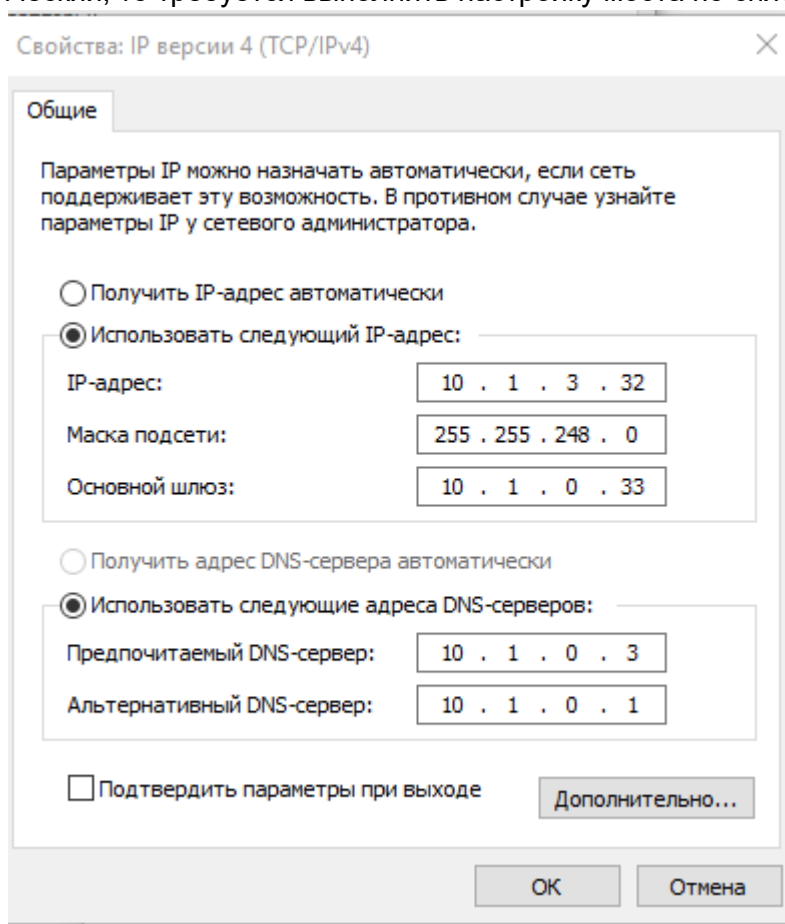 Свойства: IP версии 4 (TCP/IPv4)
Общие
Параметры IP можно назначать автоматически, если сеть
поддерживает эту возможность. В противном случае узнайте
параметры IP у сетевого администратора.
Получить IP-адрес автоматически
Использовать следующий IP-адрес:
IP-адрес: 10 . 1 . 3 . 32
Маска подсети: 255 . 255 . 248 . 0
Основной шлюз: 10 . 1 . 0 . 33
Получить адрес DNS-сервера автоматически
Использовать следующие адреса DNS-серверов:
Предпочитаемый DNS-сервер: 10 . 1 . 0 . 3
Альтернативный DNS-сервер: 10 . 1 . 0 . 1
Подтвердить параметры при выходе
Дополнительно...
ОК Отмена